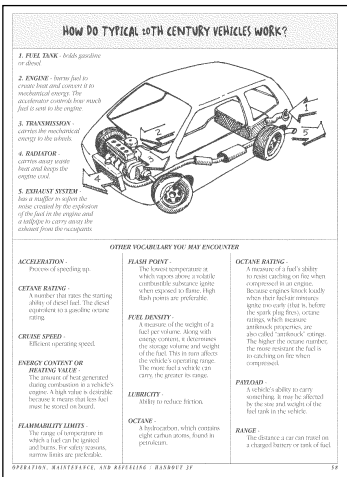 HOW DO TYPICAL 20TH CENTURY VEHICLES WORK?
1. FUEL TANK - holds gasoline
or diesel
2. ENGINE - burns fuel to
create heat and convert it to
mechanical energy. The
accelerator controls how much
fuel is sent to the engine.
3. TRANSMISSION -
carries the mechanical
energy to the wheels.
4. RADIATOR -
carries away waste
heat and keeps the
engine cool.
5. EXHAUST SYSTEM -
has a muffler to soften the
noise created by the explosion
of the fuel in the engine and
a tailpipe to carry away the
exhaust from the occupants.
1
2
3
4
5
OTHER VOCABULARY YOU MAY ENCOUNTER
ACCELERATION -
Process of speeding up.
CETANE RATING -
A number that rates the starting
ability of diesel fuel. The diesel
equivalent to a gasoline octane
rating.
CRUISE SPEED -
Efficient operating speed.
ENERGY CONTENT OR
HEATING VALUE -
The amount of heat generated
during combustion in a vehicle's
engine. A high value is desirable
because it means that less fuel
must be stored on board.
FLAMMABILITY LIMITS -
The range of temperature in
which a fuel can be ignited
and burns. For safety reasons,
narrow limits are preferable.
FLASH POINT -
The lowest temperature at
which vapors above a volatile
combustible substance ignite
when exposed to flame. High
flash points are preferable.
FUEL DENSITY -
A measure of the weight of a
fuel per volume. Along with
energy content, it determines
the storage volume and weight
of the fuel. This in turn affects
the vehicle's operating range.
The more fuel a vehicle can
carry, the greater its range.
LUBRICITY -
Ability to reduce friction.
OCTANE -
A hydrocarbon, which contains
eight carbon atoms, found in
petroleum.
OCTANE RATING -
A measure of a fuel's ability
to resist catching on fire when
compressed in an engine.
Because engines knock loudly
when their fuel-air mixtures
ignite too early (that is, before
the spark plug fires), octane
ratings, which measure
antiknock properties, are
also called "antiknock" ratings.
The higher the octane number,
the more resistant the fuel is
to catching on fire when
compressed.
PAYLOAD -
A vehicle's ability to carry
something. It may be affected
by the size and weight of the
fuel tank in the vehicle.
RANGE -
The distance a car can travel on
a charged battery or tank of fuel.
OPERATION, MAINTENANCE, AND REFUELING / HANDOUT 2F